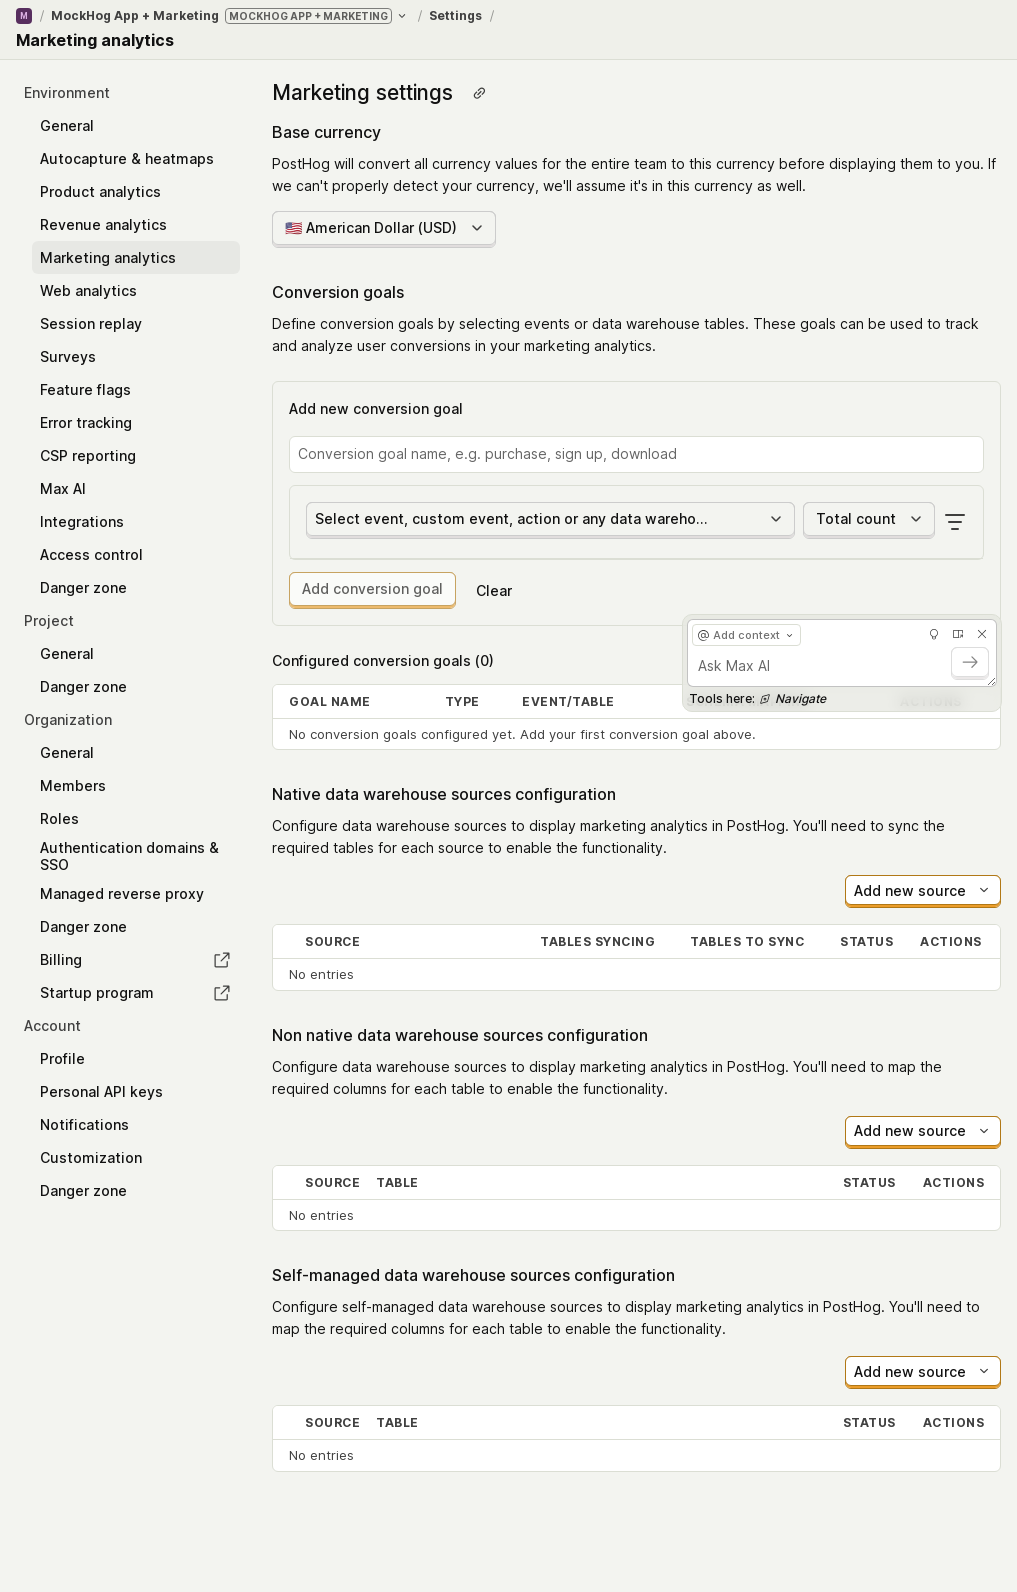 M / MockHog App + Marketing MOCKHOG APP + MARKETING / Settings /
Marketing analytics
Environment
General
Autocapture & heatmaps
Product analytics
Revenue analytics
Marketing analytics
Web analytics
Session replay
Surveys
Feature flags
Error tracking
CSP reporting
Max AI
Integrations
Access control
Danger zone
Project
General
Danger zone
Organization
General
Members
Roles
Authentication domains &
SSO
Managed reverse proxy
Danger zone
Billing
Startup program
Account
Profile
Personal API keys
Notifications
Customization
Danger zone
Marketing settings
Base currency
PostHog will convert all currency values for the entire team to this currency before displaying them to you. If
we can't properly detect your currency, we'll assume it's in this currency as well.
🇺🇸 American Dollar (USD)
Conversion goals
Define conversion goals by selecting events or data warehouse tables. These goals can be used to track
and analyze user conversions in your marketing analytics.
Add new conversion goal
Conversion goal name, e.g. purchase, sign up, download
Select event, custom event, action or any data wareho...
Total count
Add conversion goal
Clear
@ Add context
Ask Max AI
Tools here: Navigate
Configured conversion goals (0)
GOAL NAME TYPE EVENT/TABLE ACTIONS
No conversion goals configured yet. Add your first conversion goal above.
Native data warehouse sources configuration
Configure data warehouse sources to display marketing analytics in PostHog. You'll need to sync the
required tables for each source to enable the functionality.
Add new source
SOURCE TABLES SYNCING TABLES TO SYNC STATUS ACTIONS
No entries
Non native data warehouse sources configuration
Configure data warehouse sources to display marketing analytics in PostHog. You'll need to map the
required columns for each table to enable the functionality.
Add new source
SOURCE TABLE STATUS ACTIONS
No entries
Self-managed data warehouse sources configuration
Configure self-managed data warehouse sources to display marketing analytics in PostHog. You'll need to
map the required columns for each table to enable the functionality.
Add new source
SOURCE TABLE STATUS ACTIONS
No entries